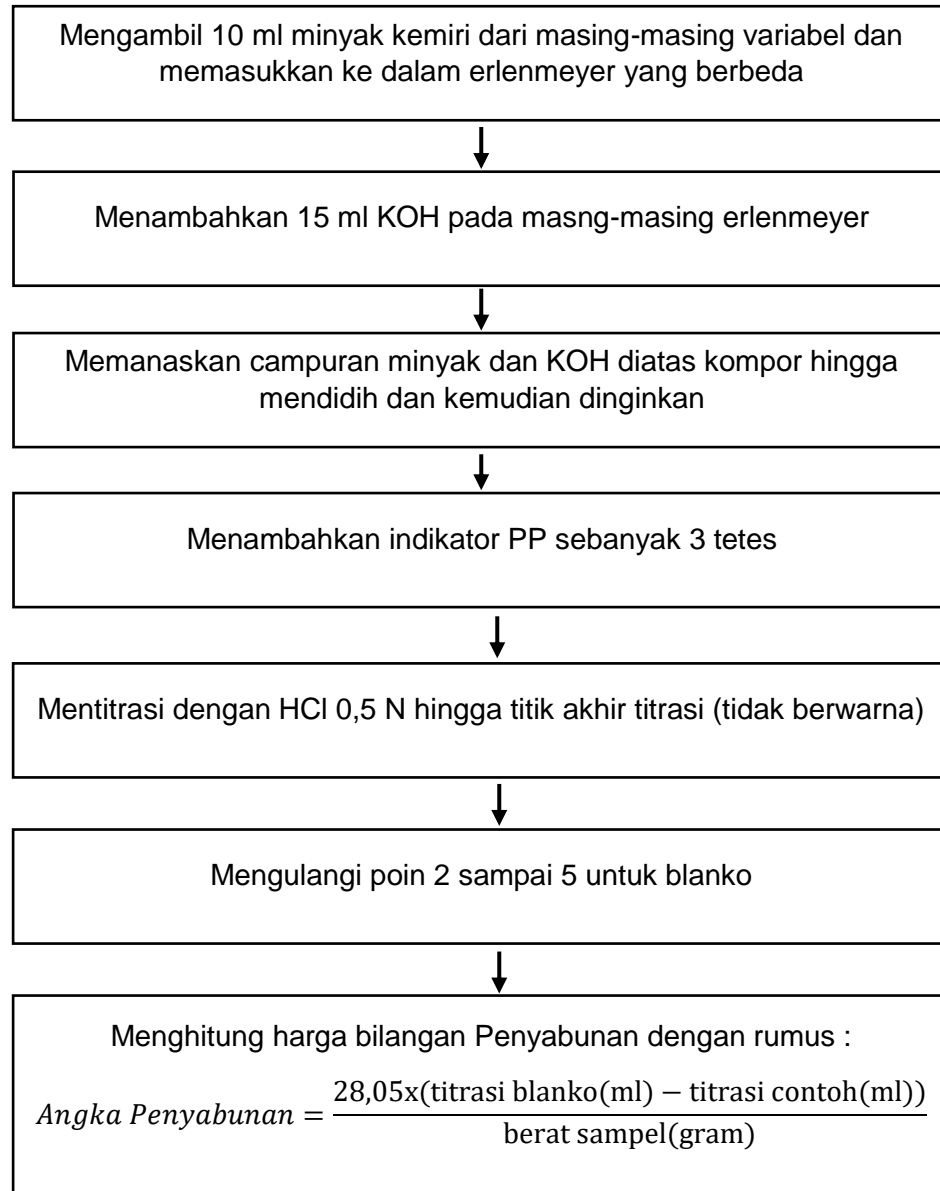 Mengambil 10 ml minyak kemiri dari masing-masing variabel dan
memasukkan ke dalam erlenmeyer yang berbeda
Menambahkan 15 ml KOH pada masng-masing erlenmeyer
Memanaskan campuran minyak dan KOH diatas kompor hingga
mendidih dan kemudian dinginkan
Menambahkan indikator PP sebanyak 3 tetes
Mentitrasi dengan HCl 0,5 N hingga titik akhir titrasi (tidak berwarna)
Mengulangi poin 2 sampai 5 untuk blanko
Menghitung harga bilangan Penyabunan dengan rumus :
Angka Penyabunan = 28,05x(titrasi blanko(ml) − titrasi contoh(ml))
berat sampel(gram)